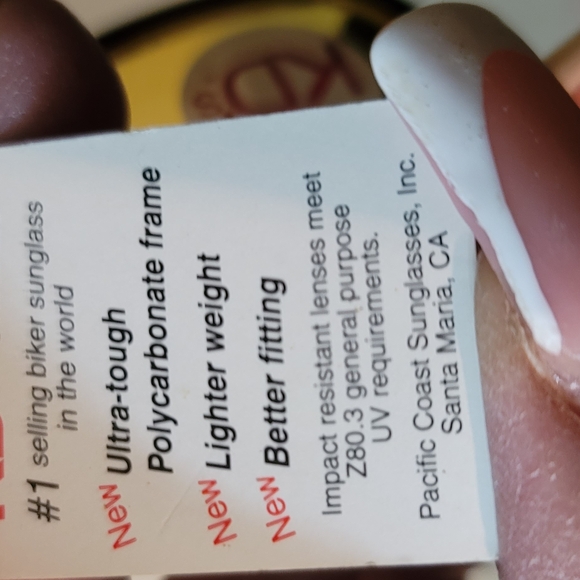 #1 selling biker sunglass
in the world
New Ultra-tough
Polycarbonate frame
New Lighter weight
New Better fitting
Impact resistant lenses meet
Z80.3 general purpose
UV requirements.
Pacific Coast Sunglasses, Inc.
Santa Maria, CA
KD